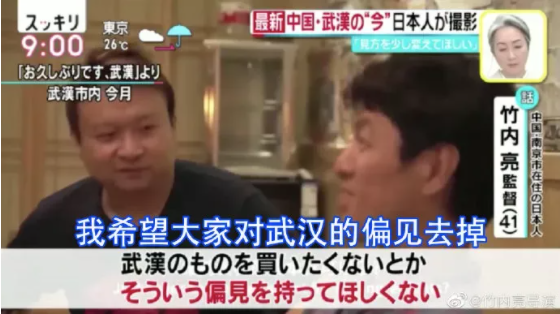 スッキリ
9:00
東京
26℃
最新 中国・武漢の"今"日本人が撮影
「見方を少し変えてほしい」
「お久しぶりです、武漢」より
武漢市内 今月
話
中国・南京市在住の日本人
竹内 亮監督(41)
我希望大家对武汉的偏见去掉
武漢のものを買いたくないとか
そういう偏見を持ってほしくない
@竹内亮导演